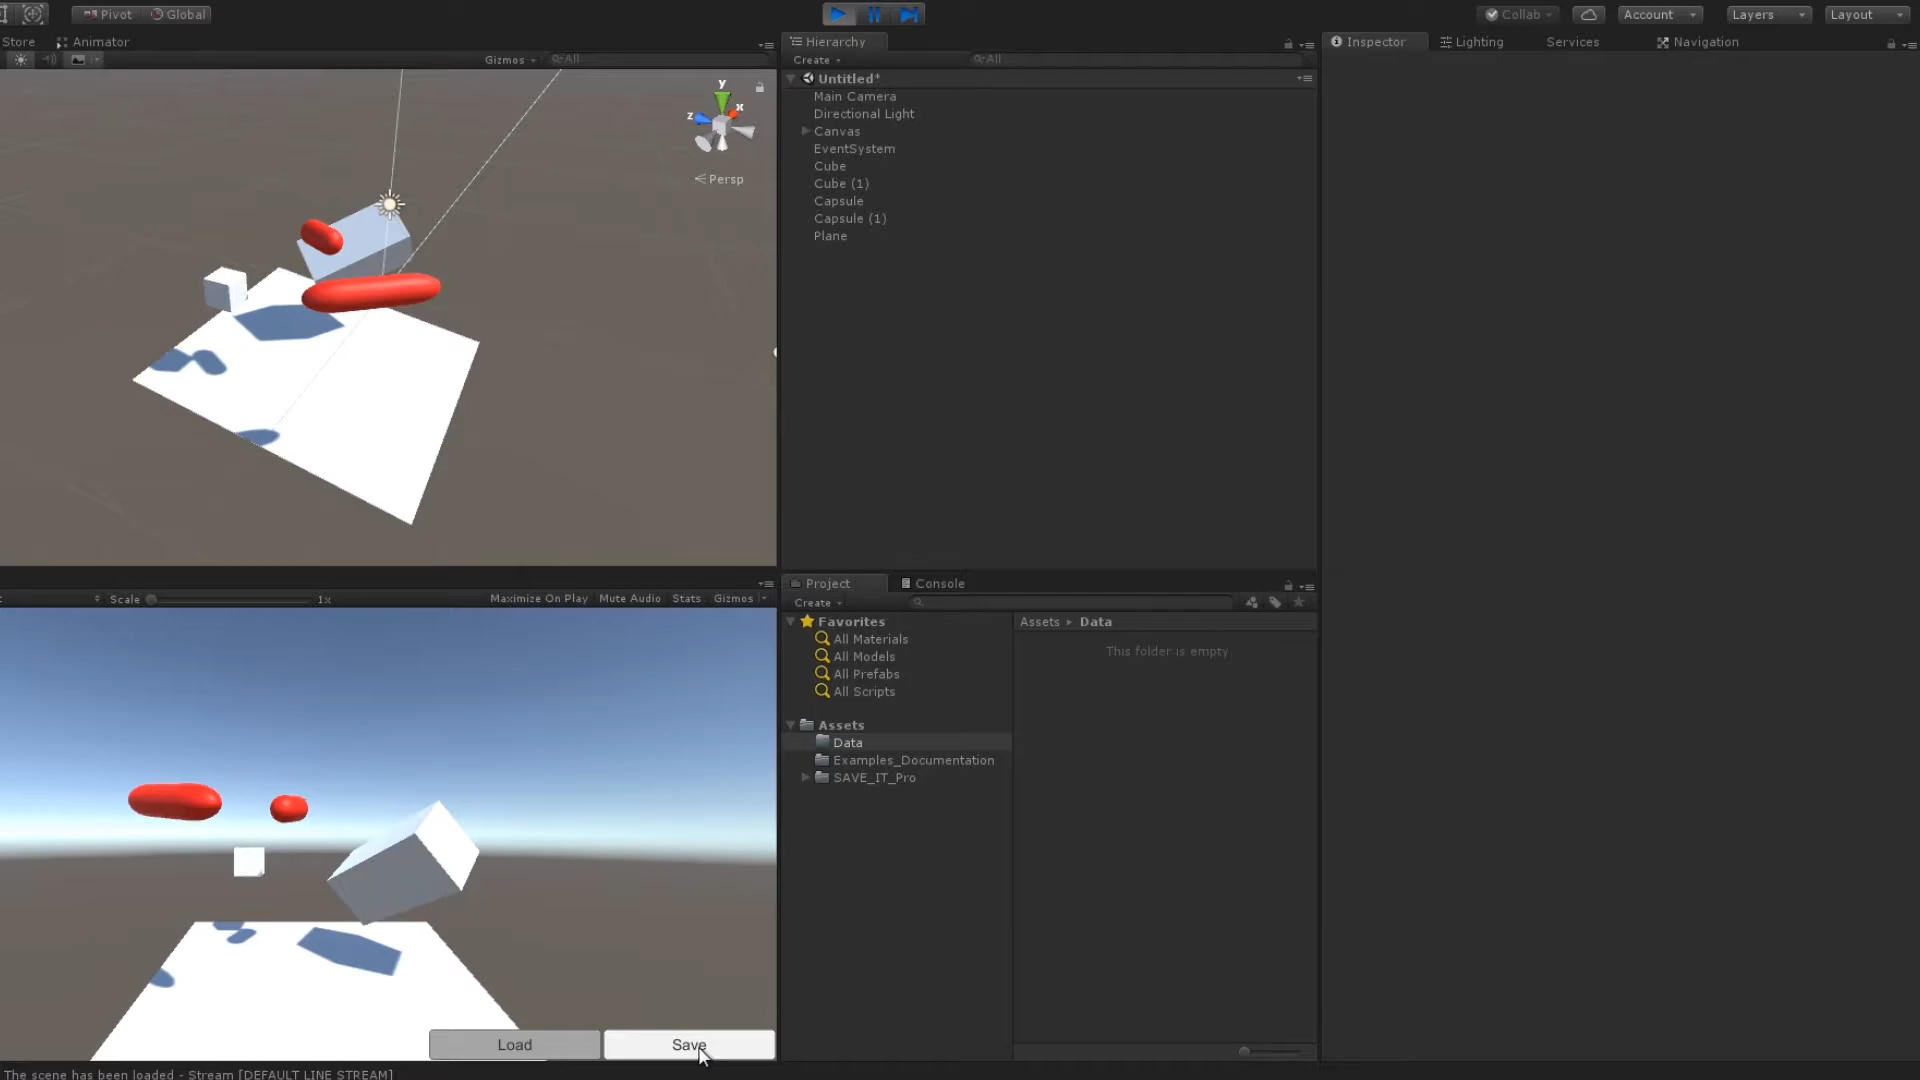 Pivot Global Collab Account Layers Layout
Store Animator Hierarchy Inspector Lighting Services Navigation
Gizmos All Create All
Untitled*
Main Camera
Directional Light
Canvas
EventSystem
Cube
Cube (1)
Capsule
Capsule (1)
Plane
y
x
z
Persp
Project Console
Scale 1x Maximize On Play Mute Audio Stats Gizmos Create
Favorites
All Materials
All Models
All Prefabs
All Scripts
Assets
Data
Examples_Documentation
SAVE_IT_Pro
Assets Data
This folder is empty
Load Save
The scene has been loaded - Stream [DEFAULT LINE STREAM]